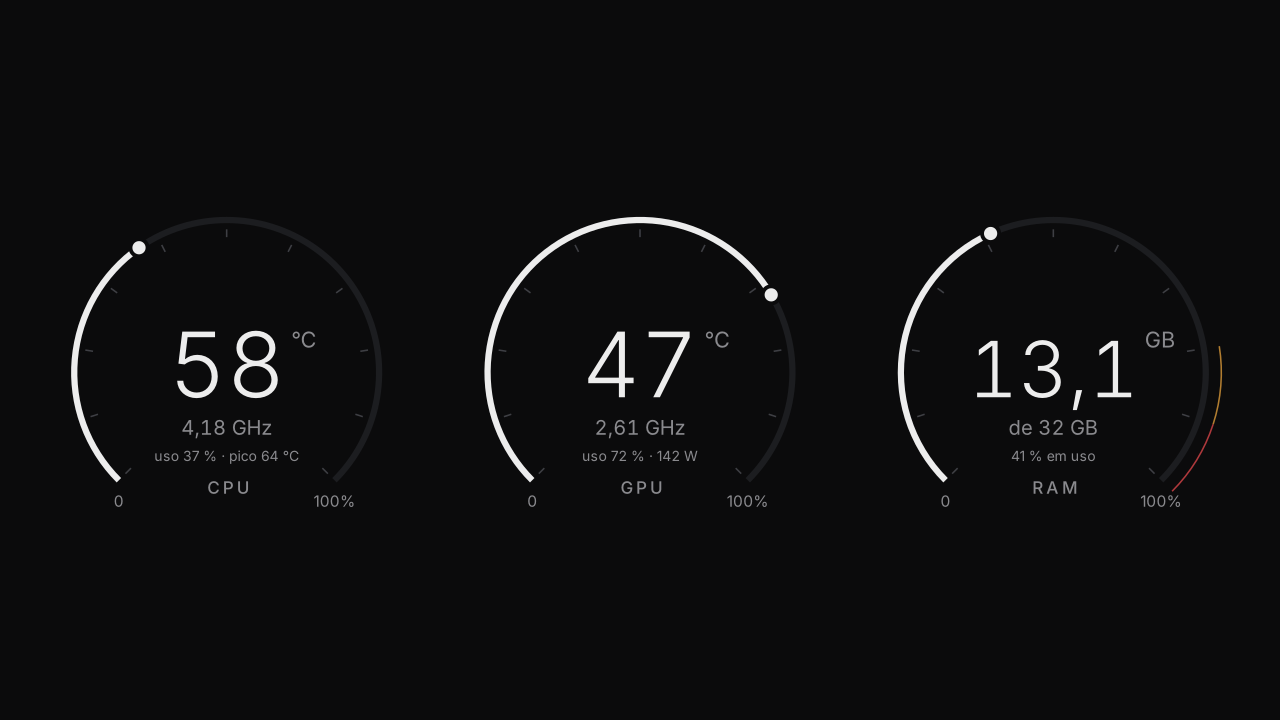 58 °C
4,18 GHz
uso 37 % · pico 64 °C
CPU
0 100%
47 °C
2,61 GHz
uso 72 % · 142 W
GPU
0 100%
13,1 GB
de 32 GB
41 % em uso
RAM
0 100%